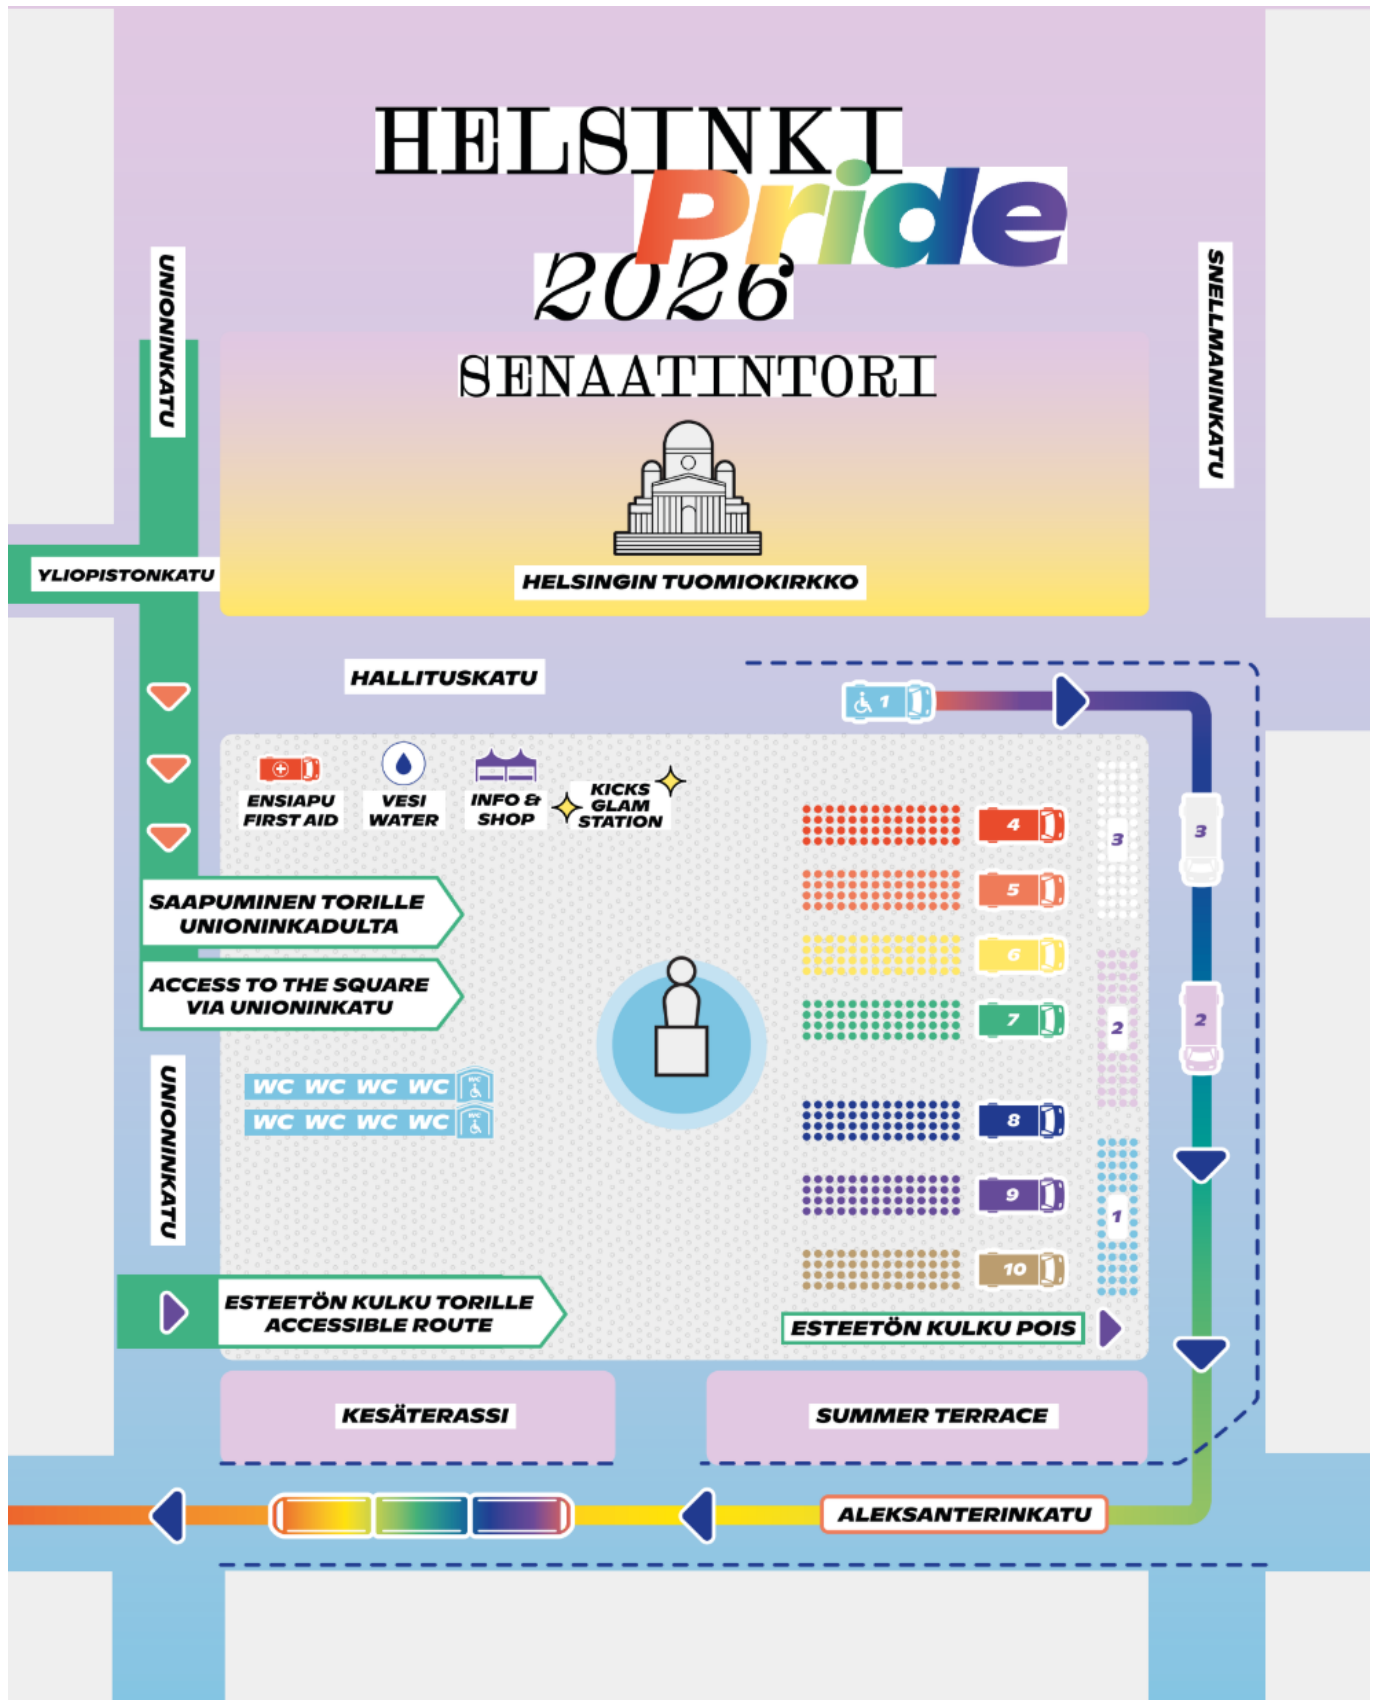 HELSINKI
Pride
2026
SENAATINTORI
UNIONINKATU
SNELLMANINKATU
YLIOPISTONKATU
HELSINGIN TUOMIOKIRKKO
HALLITUSKATU
1
ENSIAPU
FIRST AID
VESI
WATER
INFO &
SHOP
KICKS
GLAM
STATION
4
3
3
5
SAAPUMINEN TORILLE
UNIONINKADULTA
6
ACCESS TO THE SQUARE
VIA UNIONINKATU
7
2
2
WC WC WC WC WC
WC WC WC WC WC
8
UNIONINKATU
9
1
10
ESTEETÖN KULKU TORILLE
ACCESSIBLE ROUTE
ESTEETÖN KULKU POIS
KESÄTERASSI
SUMMER TERRACE
ALEKSANTERINKATU